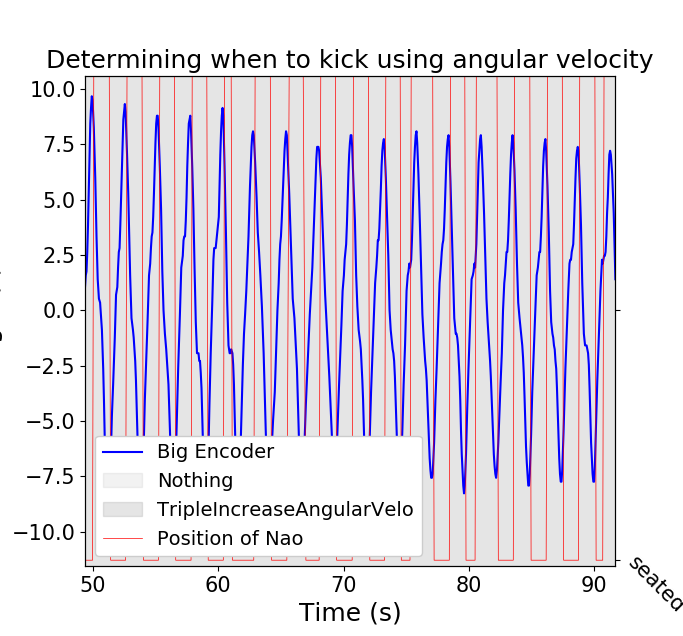 Determining when to kick using angular velocity
10.0
7.5
5.0
2.5
0.0
−2.5
−5.0
−7.5
−10.0
Big Encoder
Nothing
TripleIncreaseAngularVelo
Position of Nao
50
60
70
80
90
seated
Time (s)